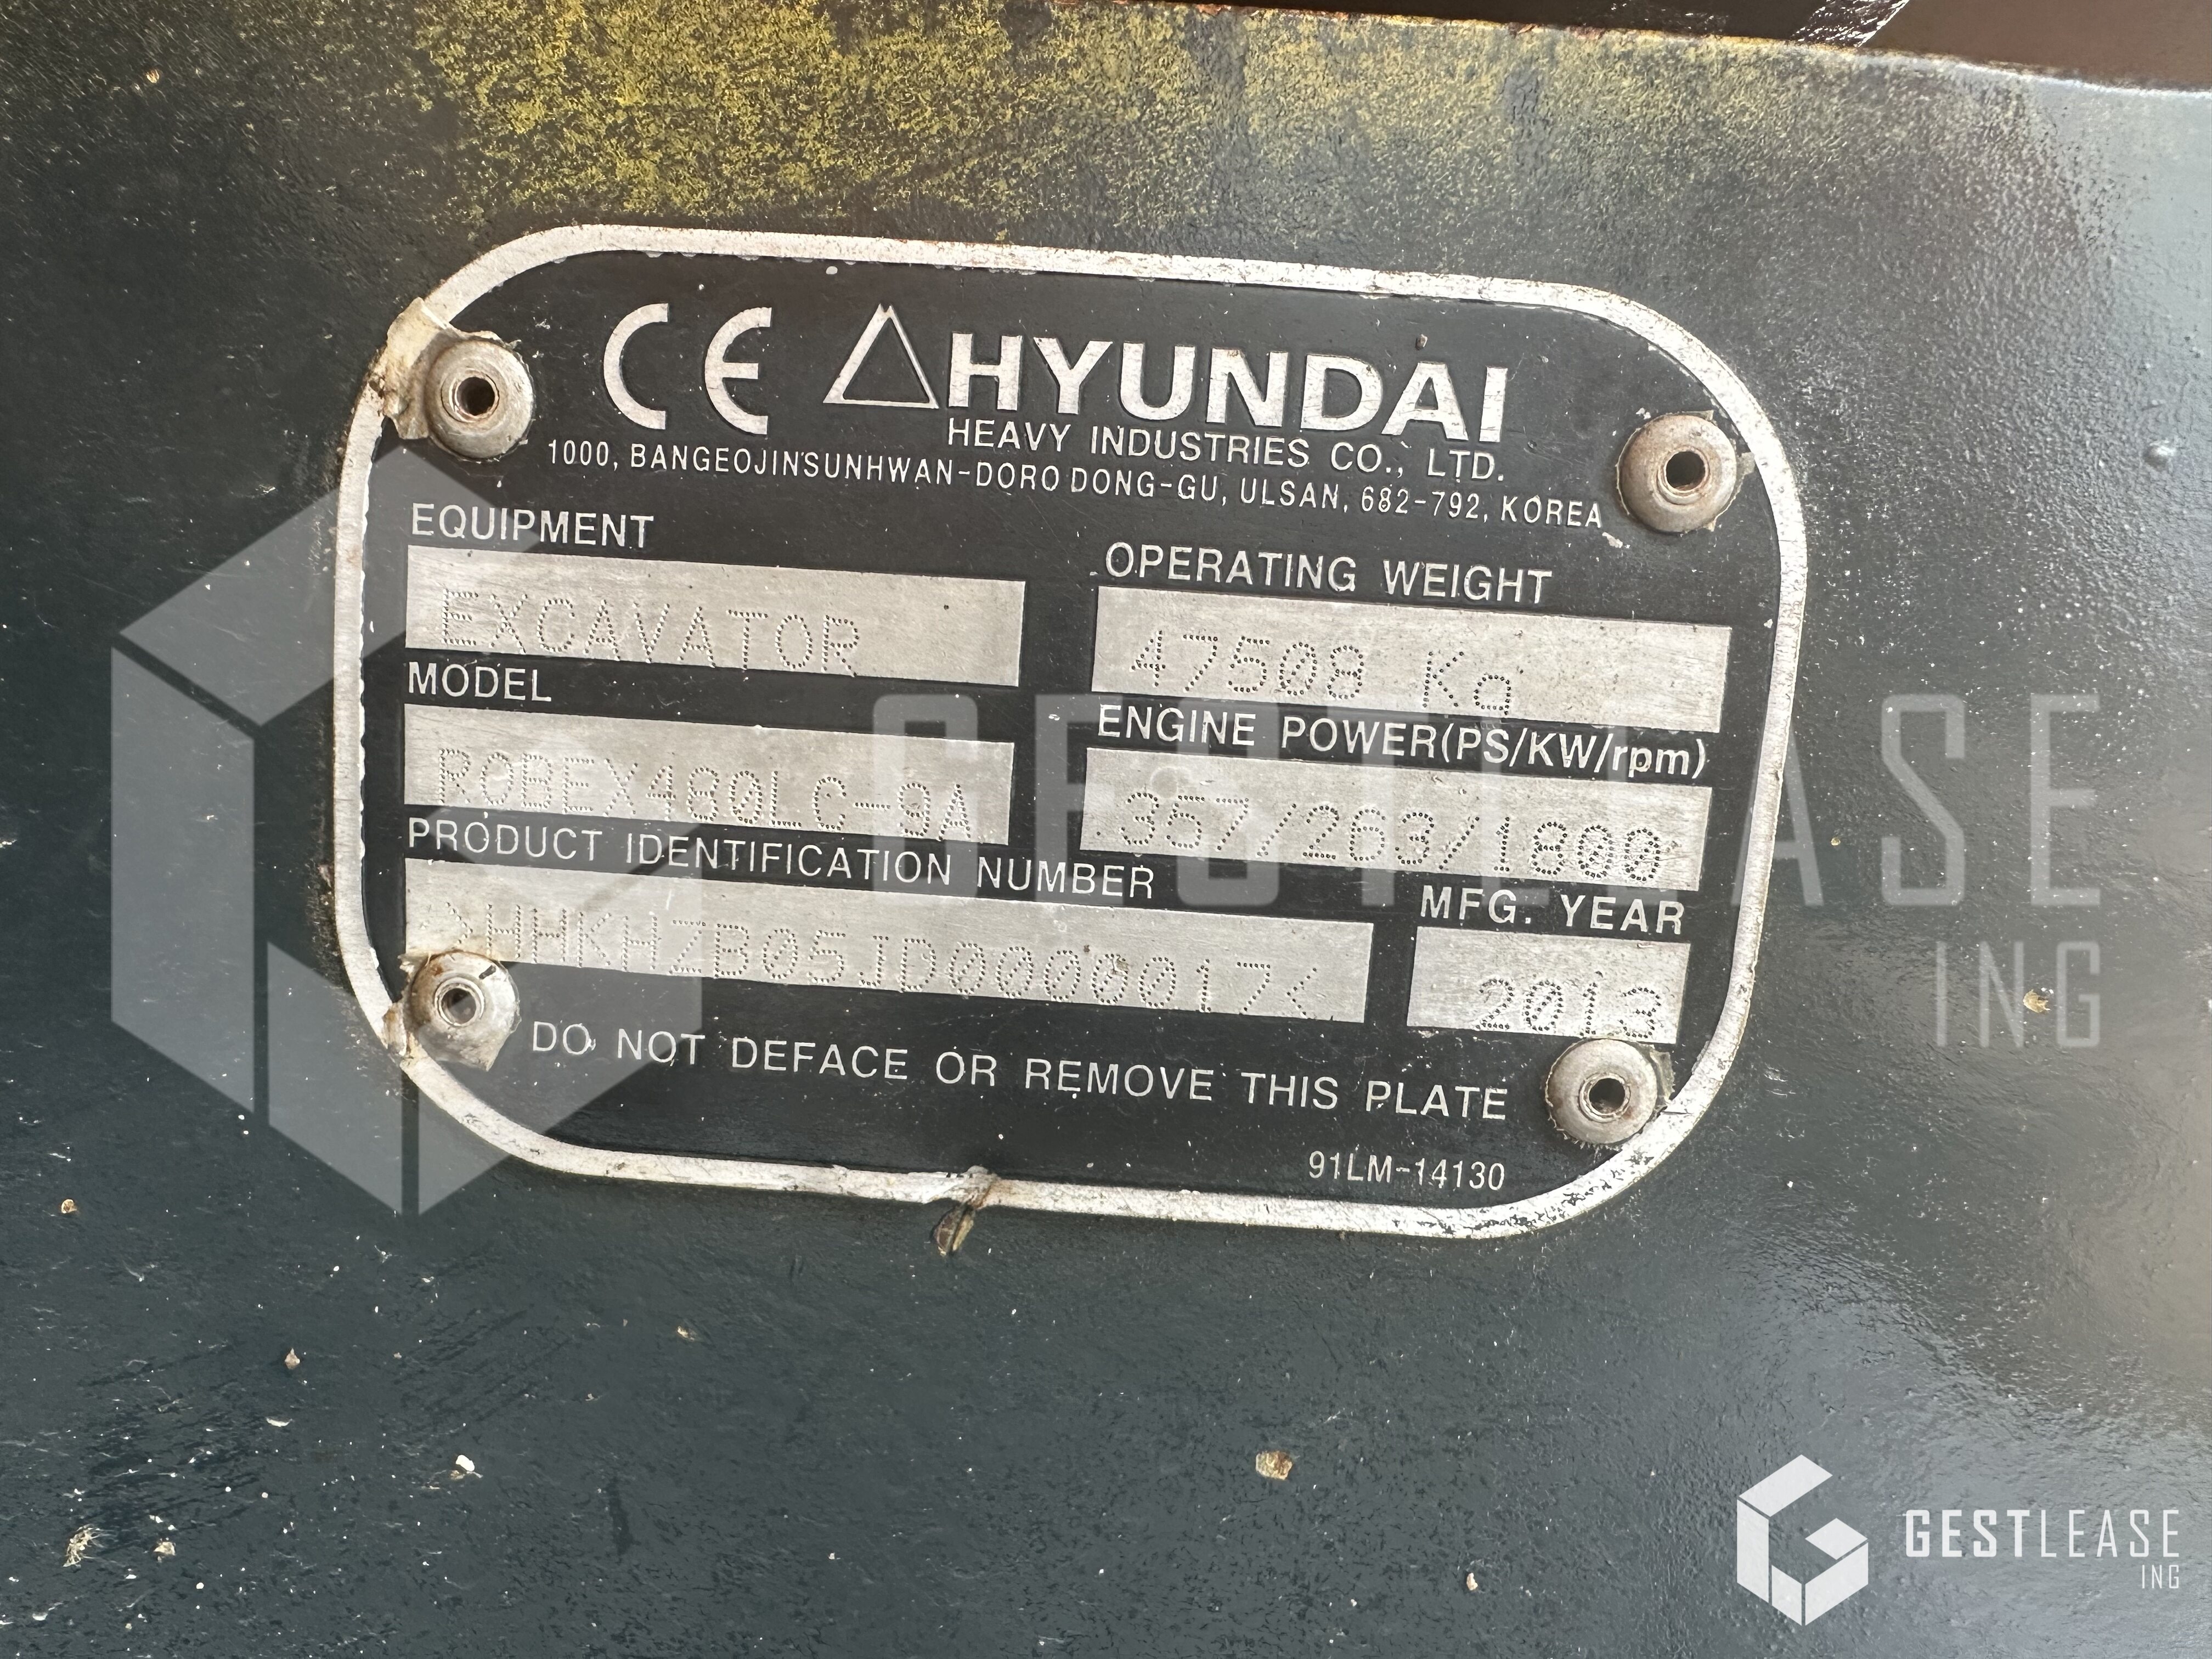 CE HYUNDAI
HEAVY INDUSTRIES CO., LTD.
1000, BANGEOJINSUNHWAN-DORO DONG-GU, ULSAN, 682-792, KOREA
EQUIPMENT
EXCAVATOR
OPERATING WEIGHT
47508 Kg
MODEL
ROBEX480LC-9A
ENGINE POWER(PS/KW/rpm)
357/263/1800
PRODUCT IDENTIFICATION NUMBER
>HHKHZB05JD0000017<
MFG. YEAR
2013
DO NOT DEFACE OR REMOVE THIS PLATE
91LM-14130
GESTLEASE
ING
GESTLEASE
ING